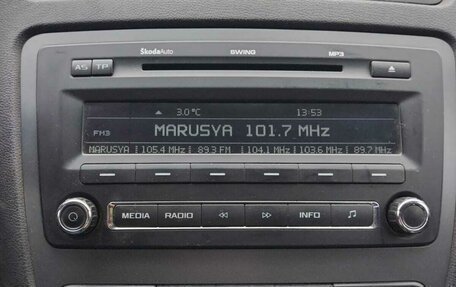 ŠkodaAuto SWING MP3
AS TP
3.0°C 13:53
FM3 MARUSYA 101.7 MHz
MARUSYA 105.4 MHz 89.3 FM 104.1 MHz 103.6 MHz 89.7 MHz
MEDIA RADIO INFO